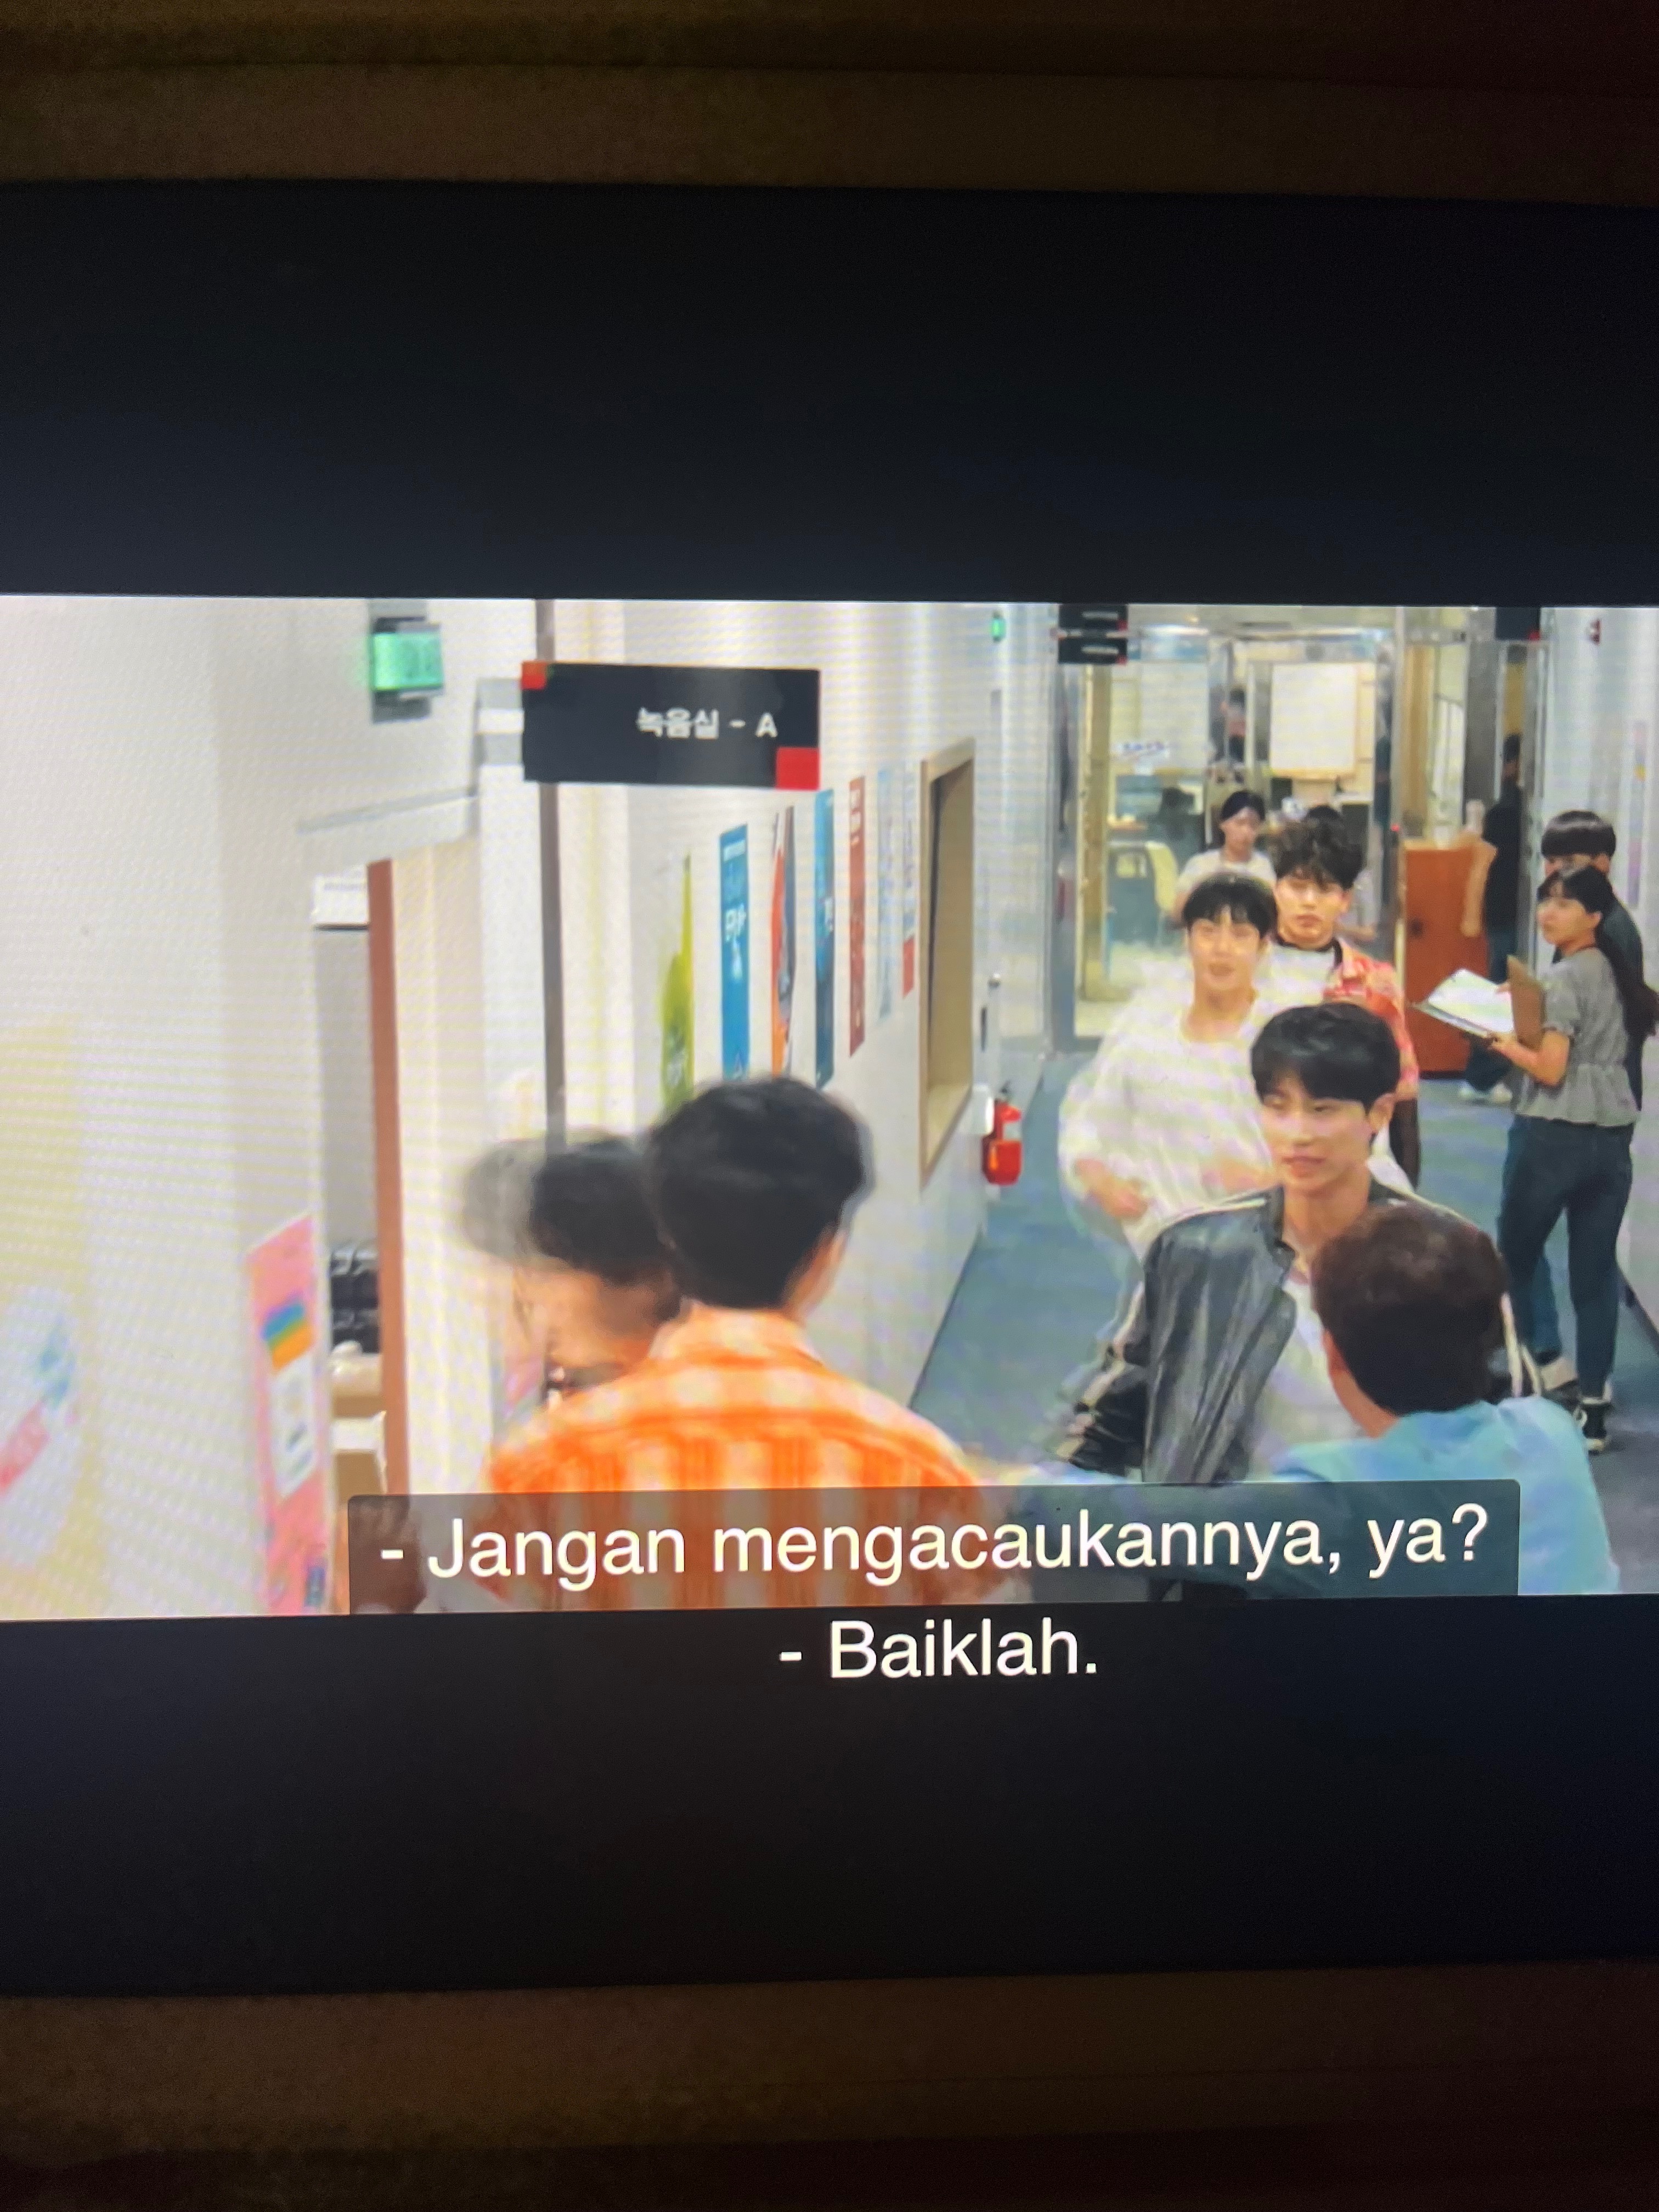 녹음실 - A
- Jangan mengacaukannya, ya?
- Baiklah.